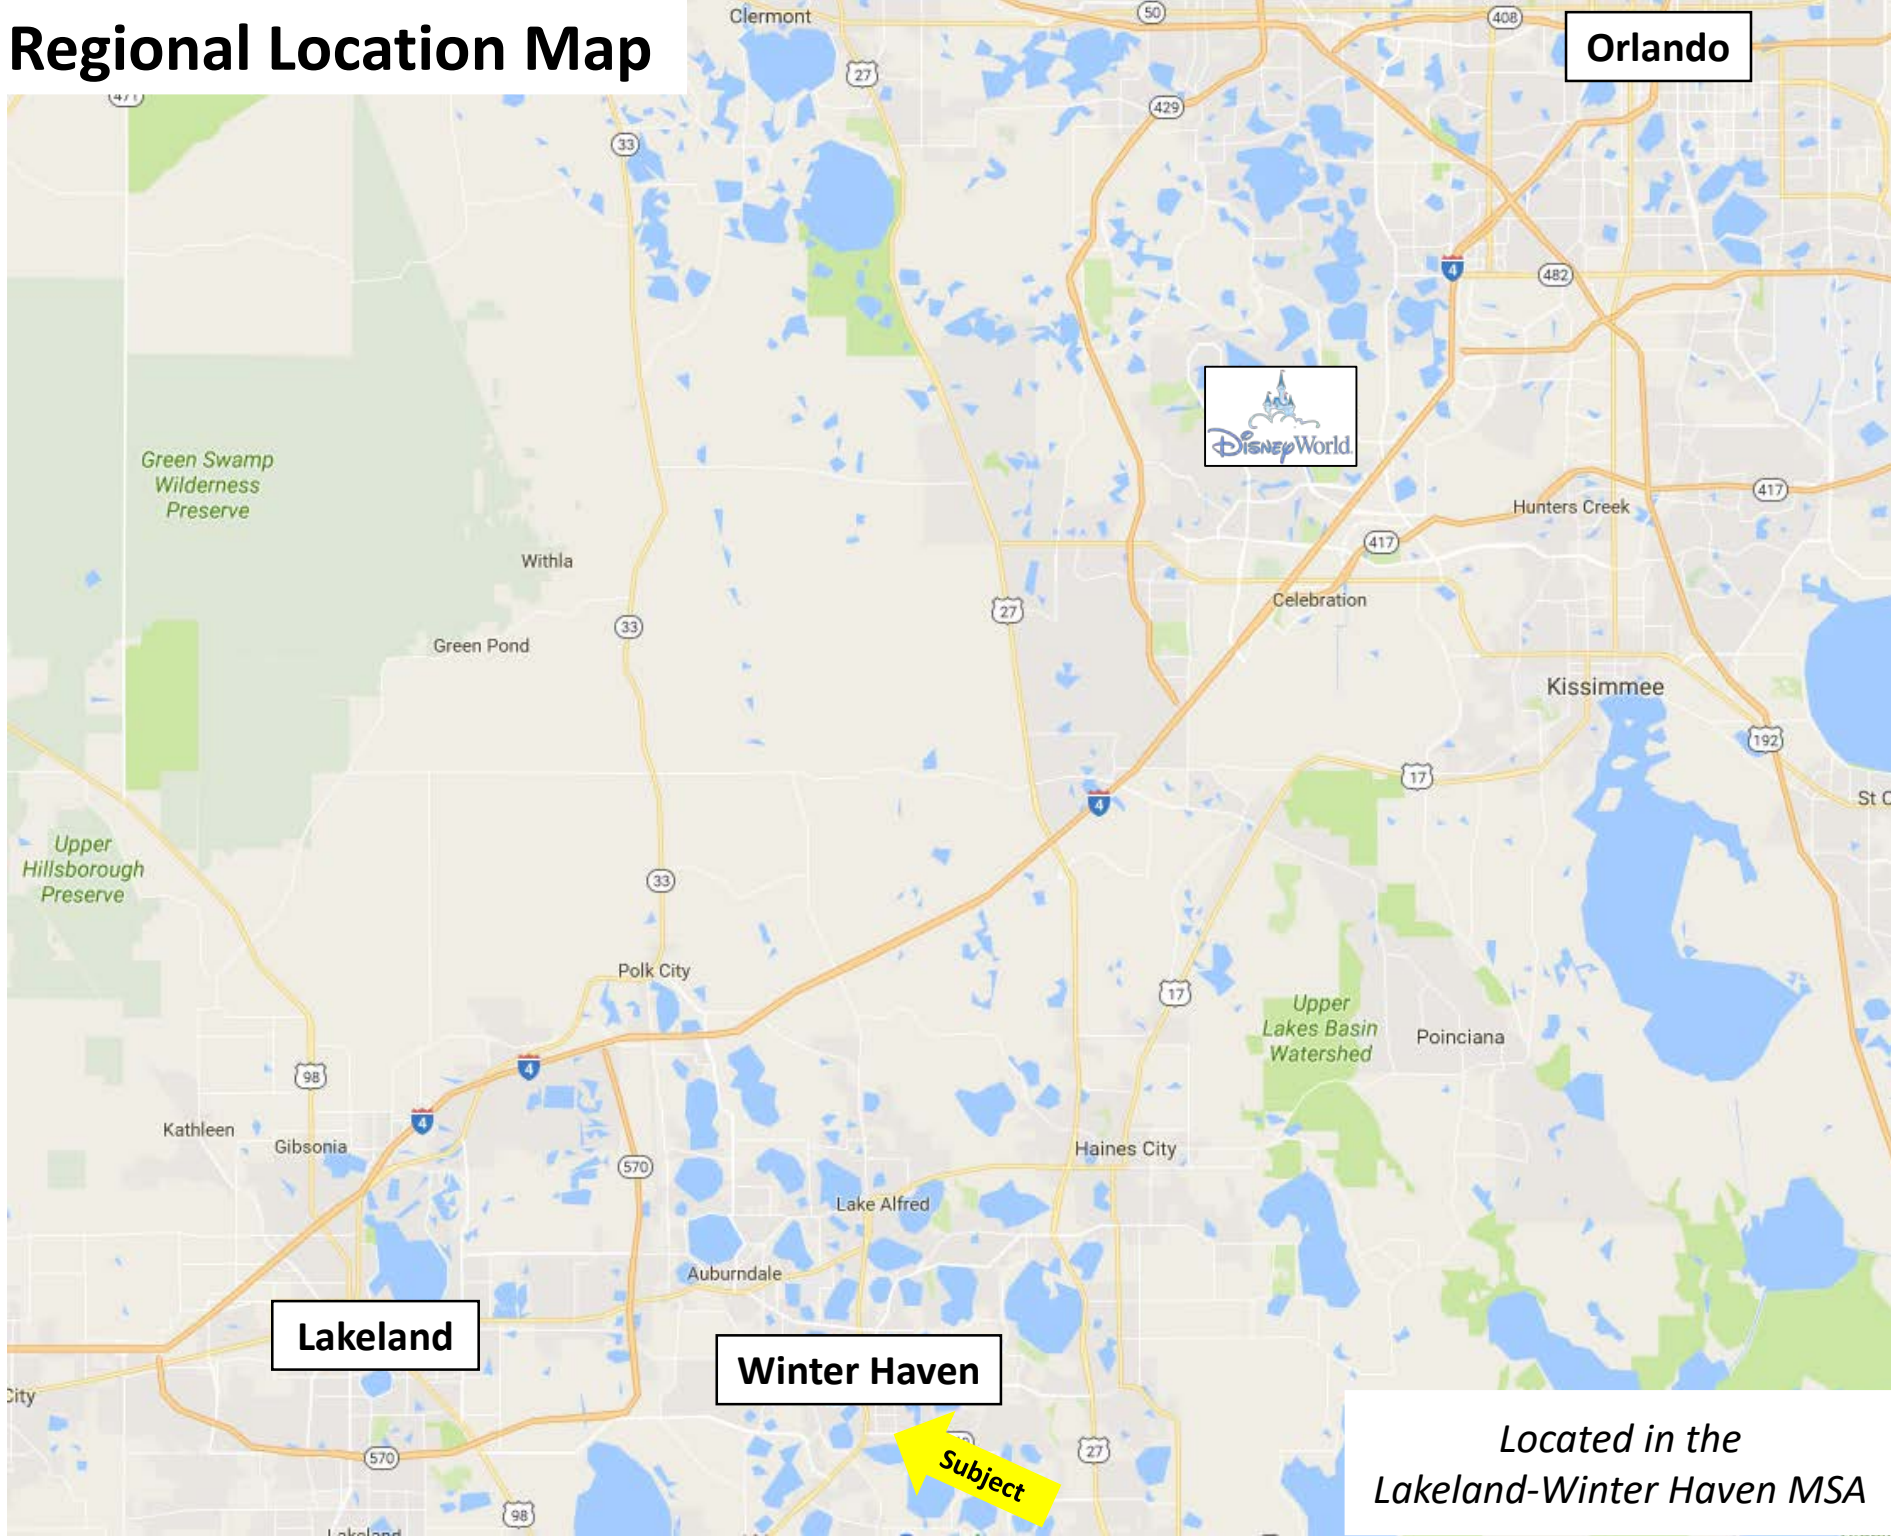 Regional Location Map
Clermont
50
408
Orlando
27
471
429
33
4
482
Disney World
Green Swamp
Wilderness
Preserve
417
Hunters Creek
417
Withla
Celebration
27
33
Green Pond
Kissimmee
192
17
4
St C
Upper
Hillsborough
Preserve
33
Polk City
17
Upper
Lakes Basin
Watershed
Poinciana
4
98
4
Kathleen
Gibsonia
Haines City
570
Lake Alfred
Auburndale
Lakeland
Winter Haven
City
Subject
27
570
98
Lakeland
Located in the
Lakeland-Winter Haven MSA